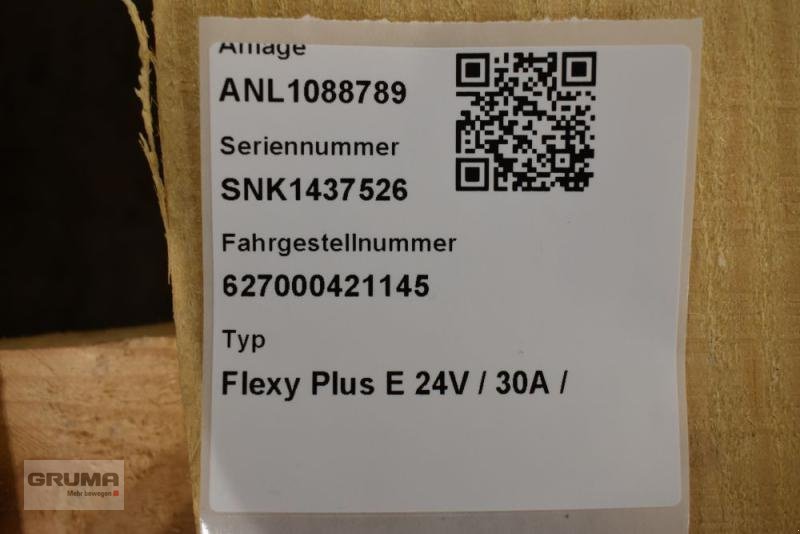 Anlage
ANL1088789
Seriennummer
SNK1437526
Fahrgestellnummer
627000421145
Typ
Flexy Plus E 24V / 30A /
GRUMA
Mehr bewegen